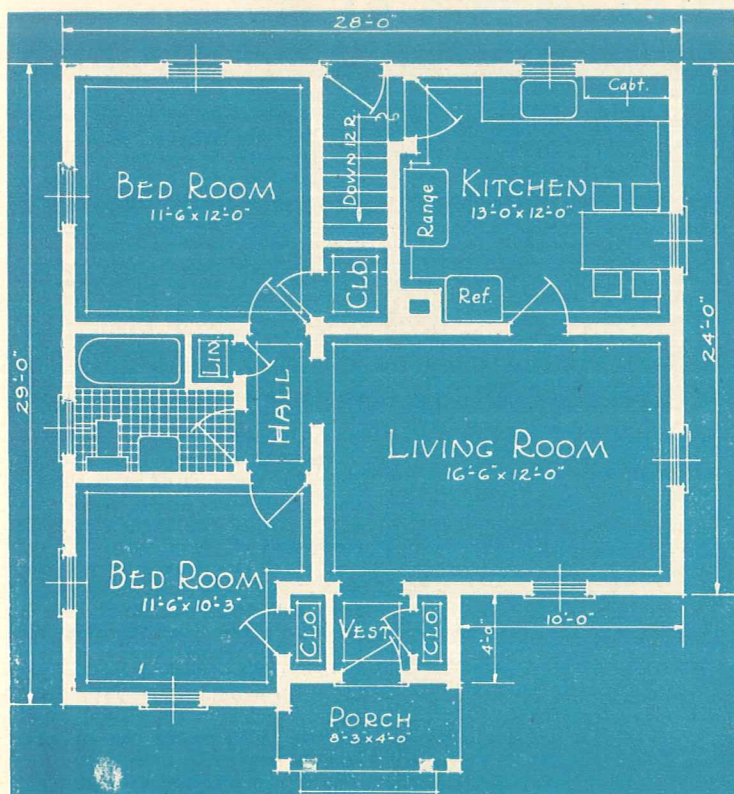 28'-0"
Cabt.
DOWN 12 R.
BED ROOM
11'-6" x 12'-0"
KITCHEN
13'-0" x 12'-0"
Range
CLO.
Ref.
29'-0"
24'-0"
LIN.
HALL
LIVING ROOM
16'-6" x 12'-0"
BED ROOM
11'-6" x 10'-3"
CLO.
VEST.
CLO.
4'-0"
10'-0"
PORCH
8'-3" x 4'-0"